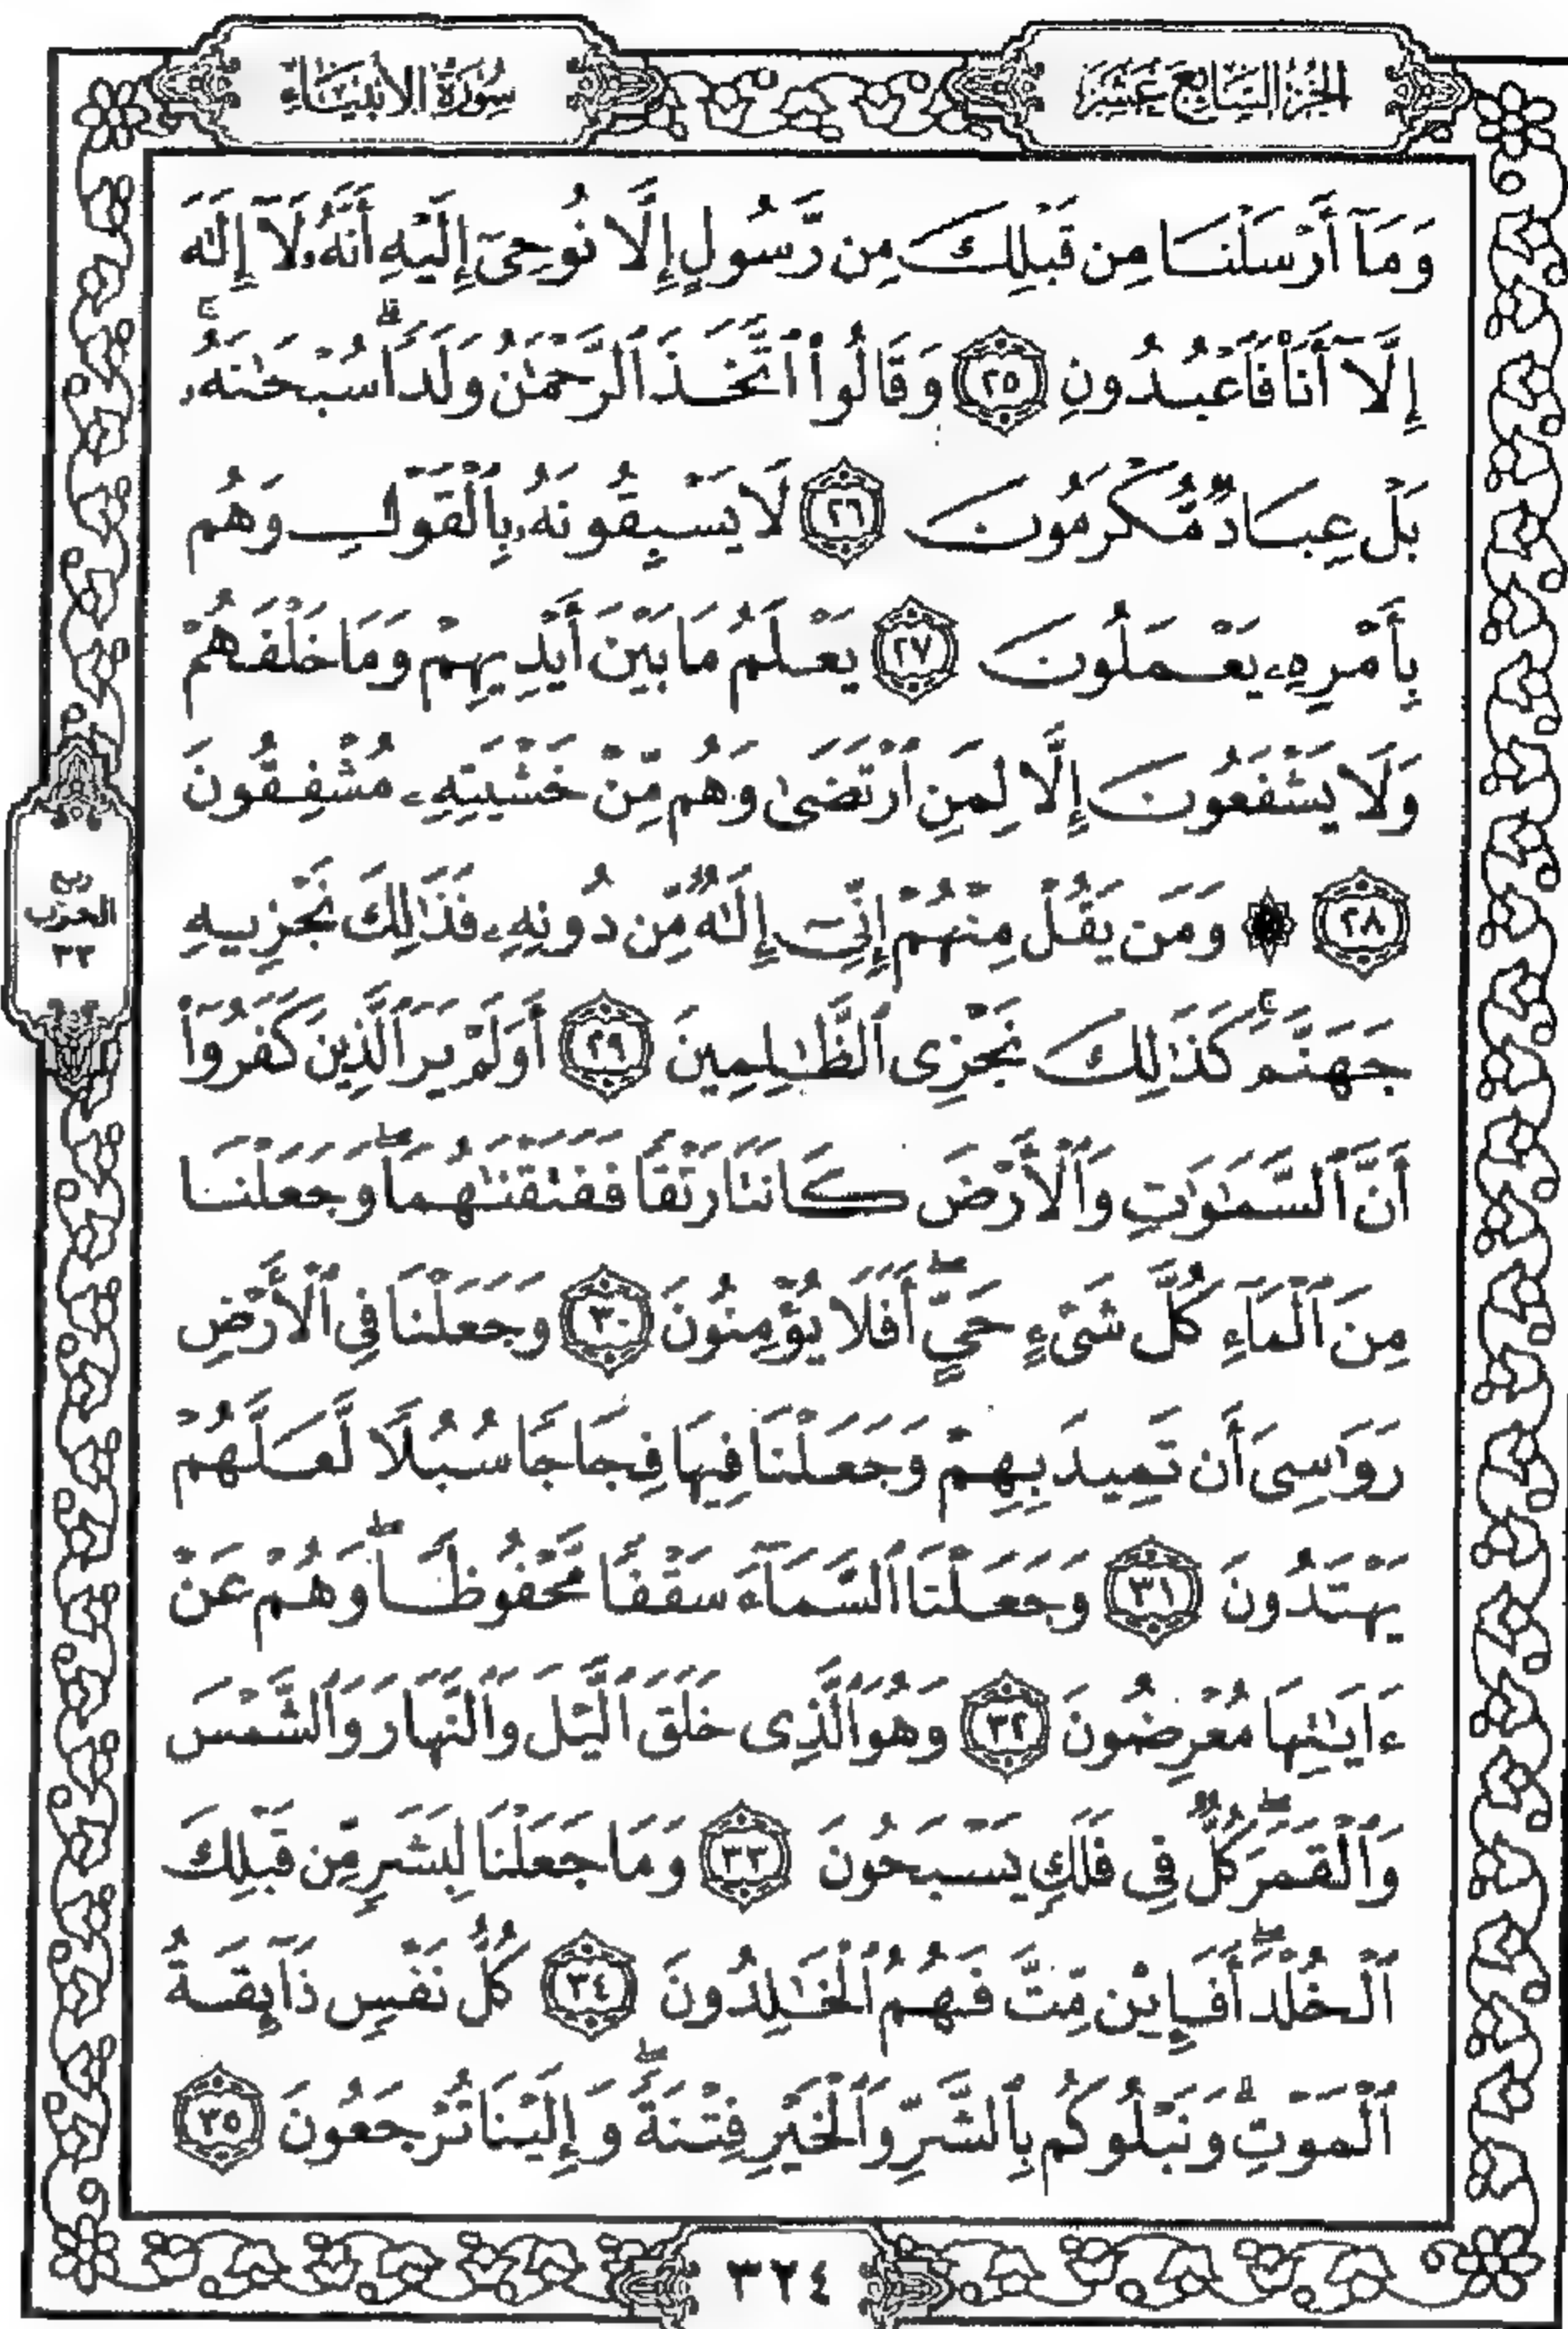 الجزء السابع عشر
سورة الأنبياء
وَمَآ أَرْسَلْنَا مِن قَبْلِكَ مِن رَّسُولٍ إِلَّا نُوحِىٓ إِلَيْهِ أَنَّهُۥ لَآ إِلَٰهَ
إِلَّآ أَنَا۠ فَٱعْبُدُونِ ٢٥ وَقَالُوا۟ ٱتَّخَذَ ٱلرَّحْمَٰنُ وَلَدًا ۗ سُبْحَٰنَهُۥ ۚ
بَلْ عِبَادٌ مُّكْرَمُونَ ٢٦ لَا يَسْبِقُونَهُۥ بِٱلْقَوْلِ وَهُم
بِأَمْرِهِۦ يَعْمَلُونَ ٢٧ يَعْلَمُ مَا بَيْنَ أَيْدِيهِمْ وَمَا خَلْفَهُمْ
وَلَا يَشْفَعُونَ إِلَّا لِمَنِ ٱرْتَضَىٰ وَهُم مِّنْ خَشْيَتِهِۦ مُشْفِقُونَ
٢٨ ۞ وَمَن يَقُلْ مِنْهُمْ إِنِّىٓ إِلَٰهٌ مِّن دُونِهِۦ فَذَٰلِكَ نَجْزِيهِ
جَهَنَّمَ ۚ كَذَٰلِكَ نَجْزِى ٱلظَّٰلِمِينَ ٢٩ أَوَلَمْ يَرَ ٱلَّذِينَ كَفَرُوٓا۟
أَنَّ ٱلسَّمَٰوَٰتِ وَٱلْأَرْضَ كَانَتَا رَتْقًا فَفَتَقْنَٰهُمَا ۖ وَجَعَلْنَا
مِنَ ٱلْمَآءِ كُلَّ شَىْءٍ حَىٍّ ۖ أَفَلَا يُؤْمِنُونَ ٣٠ وَجَعَلْنَا فِى ٱلْأَرْضِ
رَوَٰسِىَ أَن تَمِيدَ بِهِمْ وَجَعَلْنَا فِيهَا فِجَاجًا سُبُلًا لَّعَلَّهُمْ
يَهْتَدُونَ ٣١ وَجَعَلْنَا ٱلسَّمَآءَ سَقْفًا مَّحْفُوظًا ۖ وَهُمْ عَنْ
ءَايَٰتِهَا مُعْرِضُونَ ٣٢ وَهُوَ ٱلَّذِى خَلَقَ ٱلَّيْلَ وَٱلنَّهَارَ وَٱلشَّمْسَ
وَٱلْقَمَرَ ۖ كُلٌّ فِى فَلَكٍ يَسْبَحُونَ ٣٣ وَمَا جَعَلْنَا لِبَشَرٍ مِّن قَبْلِكَ
ٱلْخُلْدَ ۖ أَفَإِي۟ن مِّتَّ فَهُمُ ٱلْخَٰلِدُونَ ٣٤ كُلُّ نَفْسٍ ذَآئِقَةُ
ٱلْمَوْتِ ۗ وَنَبْلُوكُم بِٱلشَّرِّ وَٱلْخَيْرِ فِتْنَةً ۖ وَإِلَيْنَا تُرْجَعُونَ ٣٥
ربع
الحزب
٣٣
٣٢٤